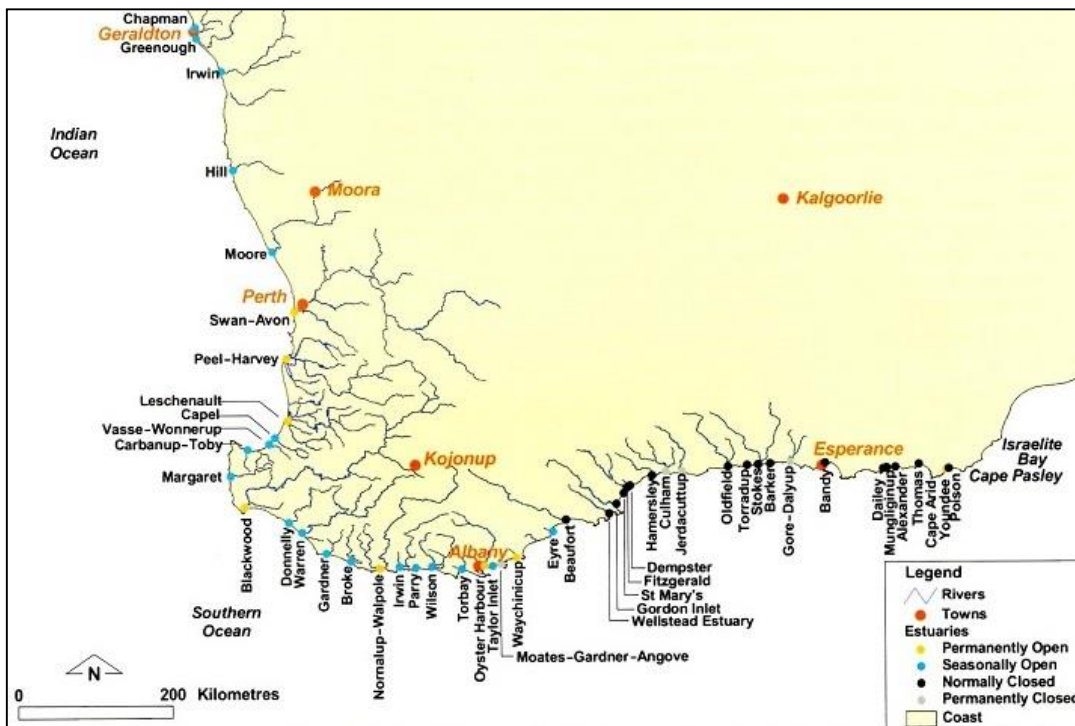 Chapman
Geraldton
Greenough
Irwin
Indian
Ocean
Hill
Moora
Kalgoorlie
Moore
Perth
Swan-Avon
Peel-Harvey
Leschenault
Capel
Vasse-Wonnerup
Carbanup-Toby
Margaret
Kojonup
Esperance
Israelite
Bay
Cape Pasley
Blackwood
Donnelly
Warren
Gardner
Broke
Nornalup-Walpole
Irwin
Parry
Wilson
Torbay
Albany
Oyster Harbour
Taylor Inlet
Waychinicup
Eyre
Beaufort
Hamersley
Culham
Jerdacuttup
Oldfield
Torradup
Stokes
Barker
Gore-Dalyup
Bandy
Dailey
Mungliginup
Alexander
Thomas
Cape Arid
Youndee
Poison
Dempster
Fitzgerald
St Mary's
Gordon Inlet
Wellstead Estuary
Moates-Gardner-Angove
Southern
Ocean
N
0 200 Kilometres
Legend
Rivers
Towns
Estuaries
Permanently Open
Seasonally Open
Normally Closed
Permanently Closed
Coast